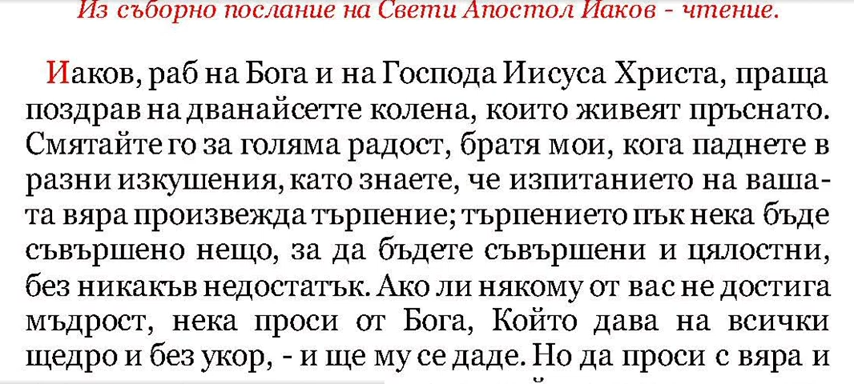 Из съборно послание на Свети Апостол Иаков - чтение.
Иаков, раб на Бога и на Господа Иисуса Христа, праща
поздрав на дванайсетте колена, които живеят пръснато.
Смятайте го за голяма радост, братя мои, кога паднете в
разни изкушения, като знаете, че изпитанието на ваша-
та вяра произвежда търпение; търпението пък нека бъде
съвършено нещо, за да бъдете съвършени и цялостни,
без никакъв недостатък. Ако ли някому от вас не достига
мъдрост, нека проси от Бога, Който дава на всички
щедро и без укор, - и ще му се даде. Но да проси с вяра и